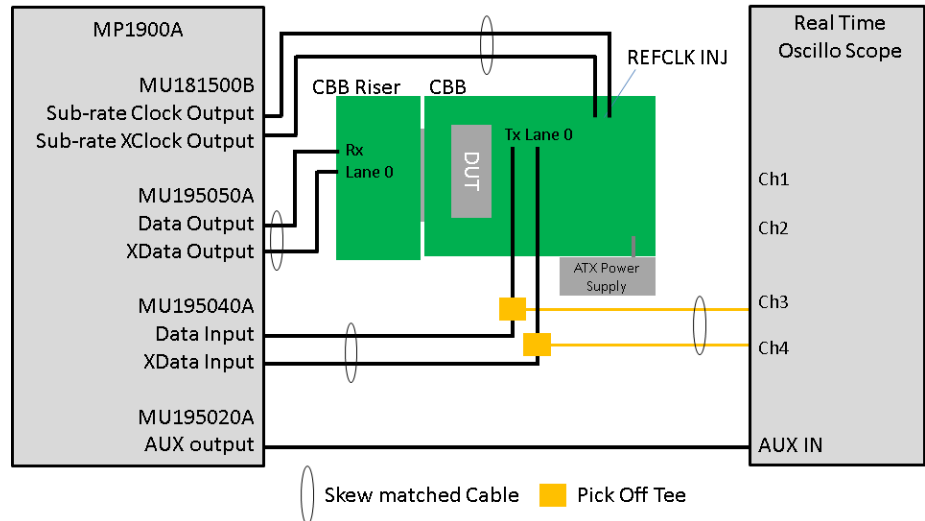 MP1900A
MU181500B
Sub-rate Clock Output
Sub-rate XClock Output
MU195050A
Data Output
XData Output
MU195040A
Data Input
XData Input
MU195020A
AUX output
CBB Riser
CBB
REFCLK INJ
Rx
Lane 0
Tx Lane 0
DUT
ATX Power
Supply
Real Time
Oscillo Scope
Ch1
Ch2
Ch3
Ch4
AUX IN
Skew matched Cable
Pick Off Tee